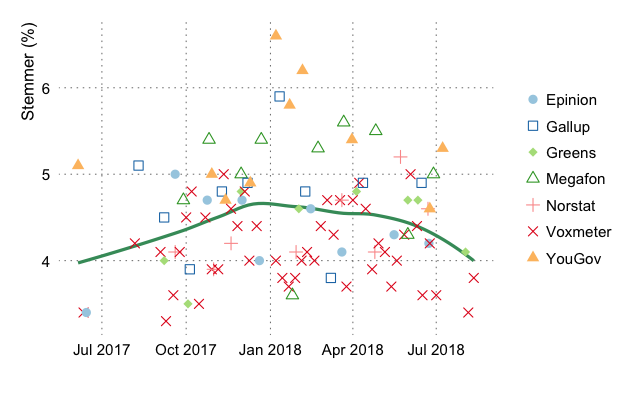 Stemmer (%)
6
5
4
Jul 2017
Oct 2017
Jan 2018
Apr 2018
Jul 2018
Epinion
Gallup
Greens
Megafon
Norstat
Voxmeter
YouGov